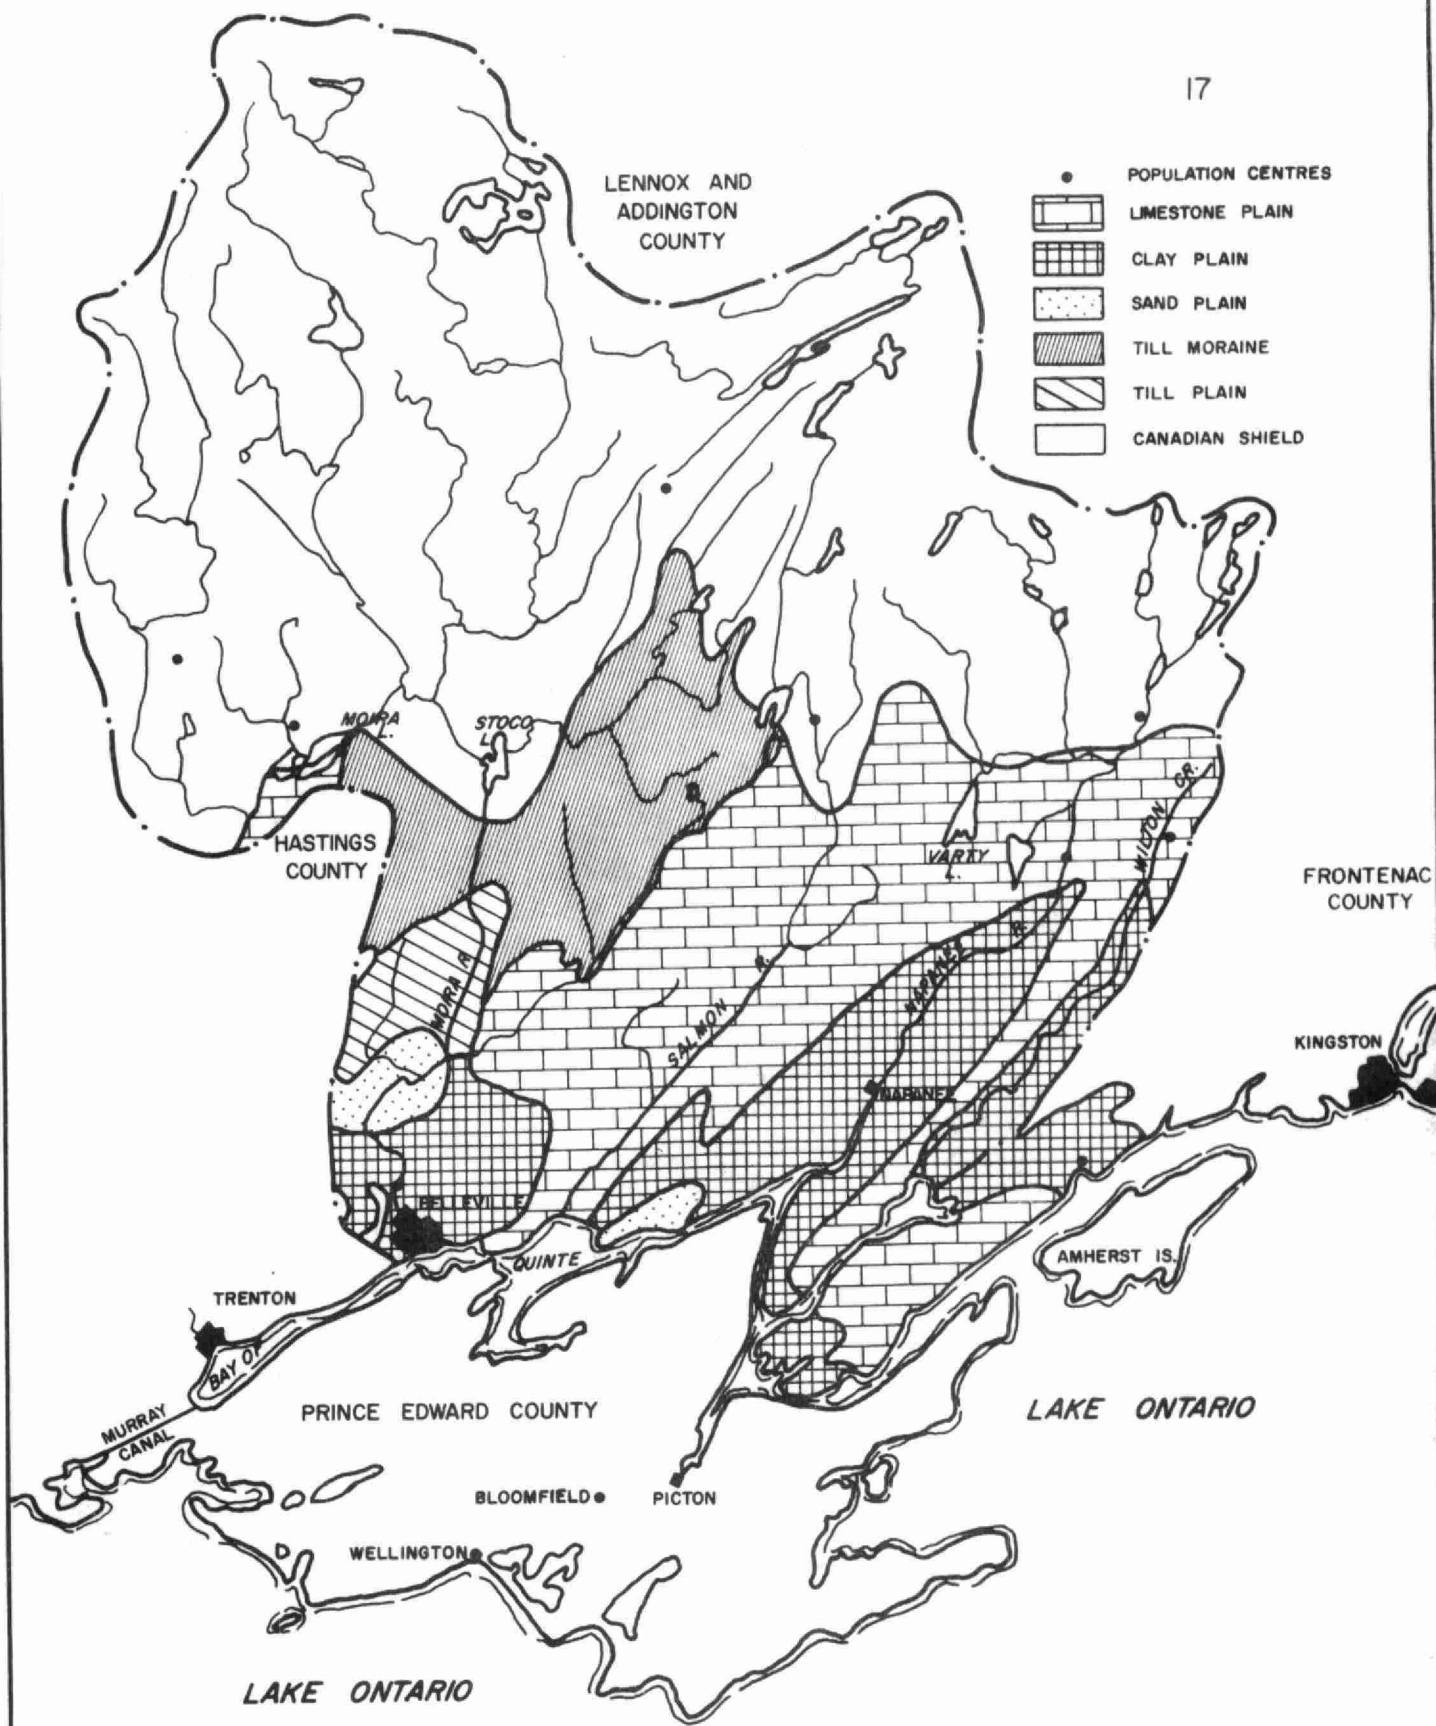 17
LENNOX AND
ADDINGTON
COUNTY
POPULATION CENTRES
LIMESTONE PLAIN
CLAY PLAIN
SAND PLAIN
TILL MORAINE
TILL PLAIN
CANADIAN SHIELD
MOIRA
L.
STOCO
L.
HASTINGS
COUNTY
VARTY
L.
WILTON CR.
FRONTENAC
COUNTY
MOIRA R.
SALMON R.
NAPANEE R.
NAPANEE
KINGSTON
BELLEVILLE
QUINTE
AMHERST IS.
TRENTON
BAY OF
MURRAY
CANAL
PRINCE EDWARD COUNTY
LAKE ONTARIO
BLOOMFIELD
PICTON
WELLINGTON
LAKE ONTARIO